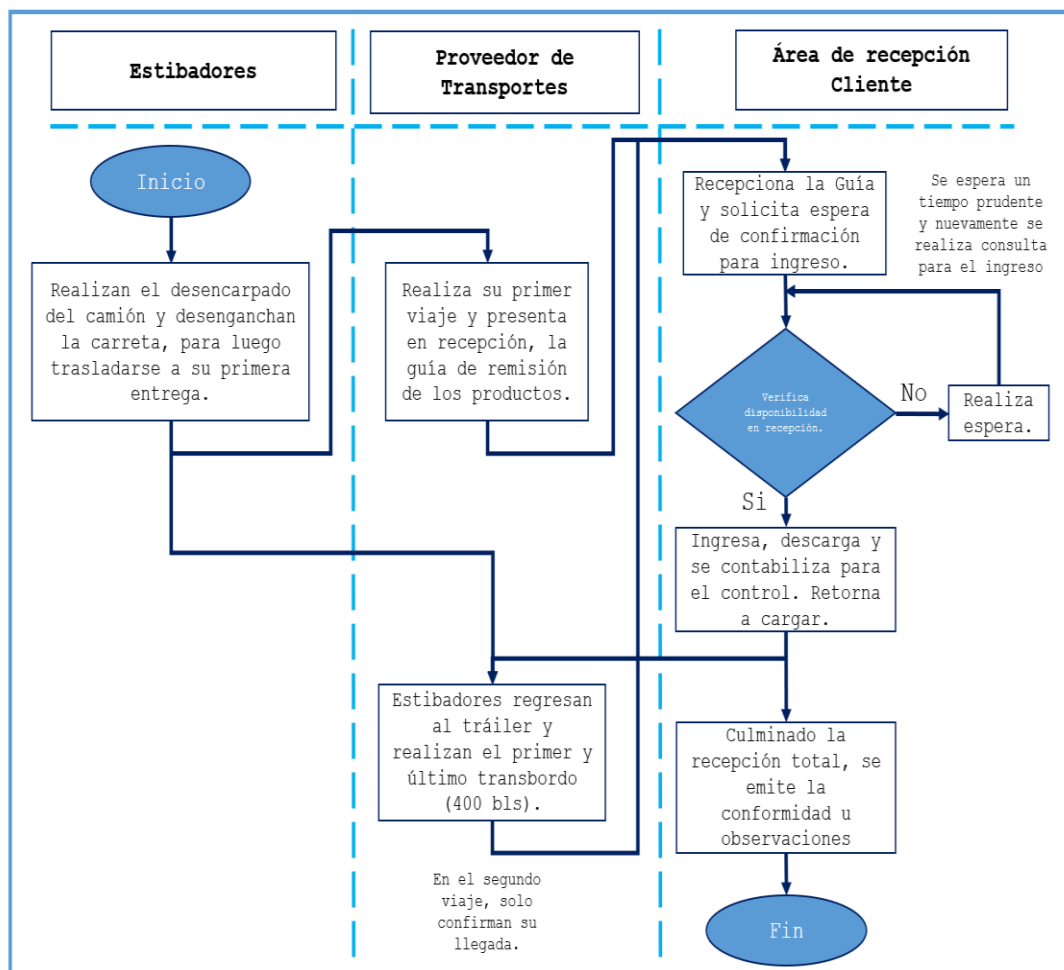 Estibadores
Proveedor de
Transportes
Área de recepción
Cliente
Inicio
Realizan el desencarpado
del camión y desenganchan
la carreta, para luego
trasladarse a su primera
entrega.
Realiza su primer
viaje y presenta
en recepción, la
guía de remisión
de los productos.
Recepciona la Guía
y solicita espera
de confirmación
para ingreso.
Se espera un
tiempo prudente
y nuevamente se
realiza consulta
para el ingreso
Verifica
disponibilidad
en recepción.
No
Realiza
espera.
Si
Ingresa, descarga y
se contabiliza para
el control. Retorna
a cargar.
Estibadores regresan
al tráiler y
realizan el primer y
último transbordo
(400 bls).
Culminado la
recepción total, se
emite la
conformidad u
observaciones
En el segundo
viaje, solo
confirman su
llegada.
Fin